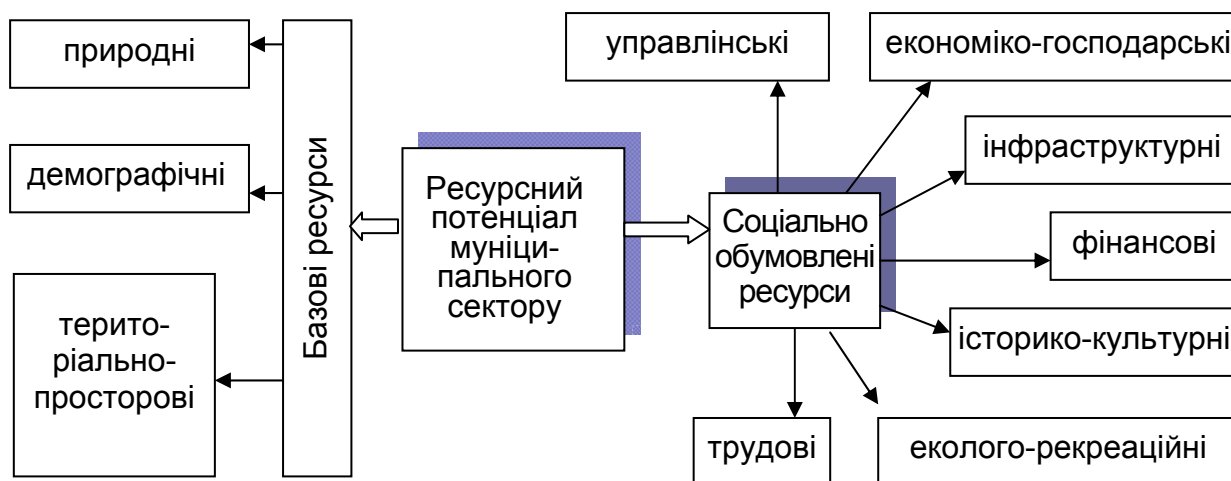 природні
демографічні
терито-
ріально-
просторові
Базові ресурси
Ресурсний
потенціал
муніци-
пального
сектору
Соціально
обумовлені
ресурси
управлінські
економіко-господарські
інфраструктурні
фінансові
історико-культурні
еколого-рекреаційні
трудові